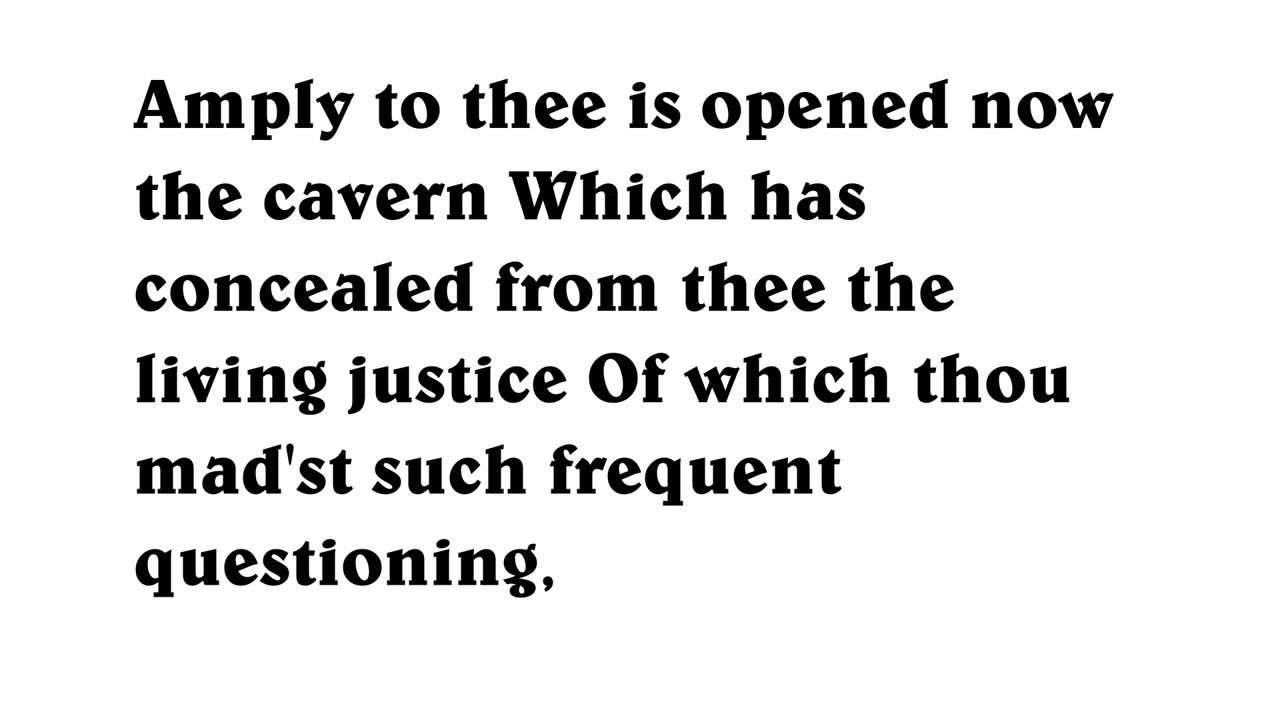 Amply to thee is opened now
the cavern Which has
concealed from thee the
living justice Of which thou
mad'st such frequent
questioning,